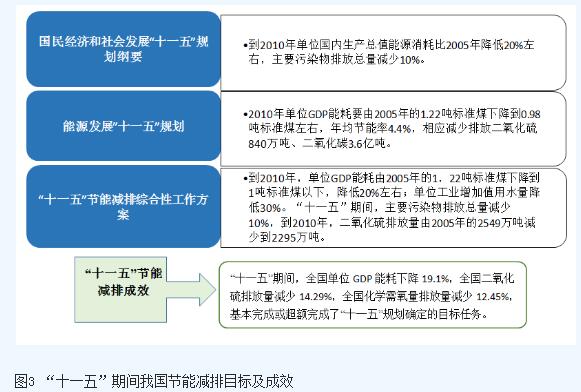 国民经济和社会发展“十一五”规
划纲要
•到2010年单位国内生产总值能源消耗比2005年降低20%左
右，主要污染物排放总量减少10%。
能源发展“十一五”规划
•2010年单位GDP能耗要由2005年的1.22吨标准煤下降到0.98
吨标准煤左右，年均节能率4.4%，相应减少排放二氧化硫
840万吨、二氧化碳3.6亿吨。
“十一五”节能减排综合性工作方
案
•到2010年，单位GDP能耗由2005年的1．22吨标准煤下降到
1吨标准煤以下，降低20%左右；单位工业增加值用水量降
低30%。“十一五”期间，主要污染物排放总量减少
10%，到2010年，二氧化硫排放量由2005年的2549万吨减
少到2295万吨。
“十一五”节能
减排成效
“十一五”期间，全国单位 GDP 能耗下降 19.1%，全国二氧化
硫排放量减少 14.29%，全国化学需氧量排放量减少 12.45%，
基本完成或超额完成了“十一五”规划确定的目标任务。
图3 “十一五”期间我国节能减排目标及成效